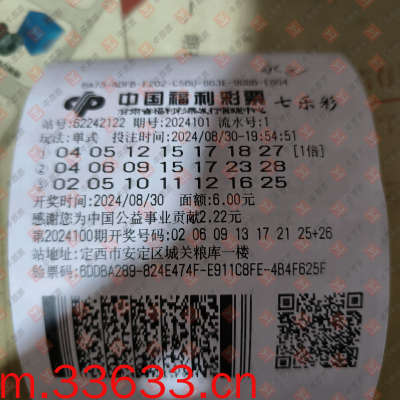 中国福利彩票 七乐彩
站号:62242122 期号:2024101 流水号:1
玩法:单式 投注时间:2024/08/30-19:54:51
① 04 05 12 15 17 18 27 [1倍]
② 04 06 09 15 17 23 28
③ 02 05 10 11 12 16 25
开奖时间:2024/08/30 面额:6.00元
感谢您为中国公益事业贡献2.22元
第2024100期开奖号码:02 06 09 13 17 21 25+26
站地址:定西市安定区城关粮库一楼
验票码:6DDBA289-824E474F-E911C8FE-4B4F625F
m.33633.cn